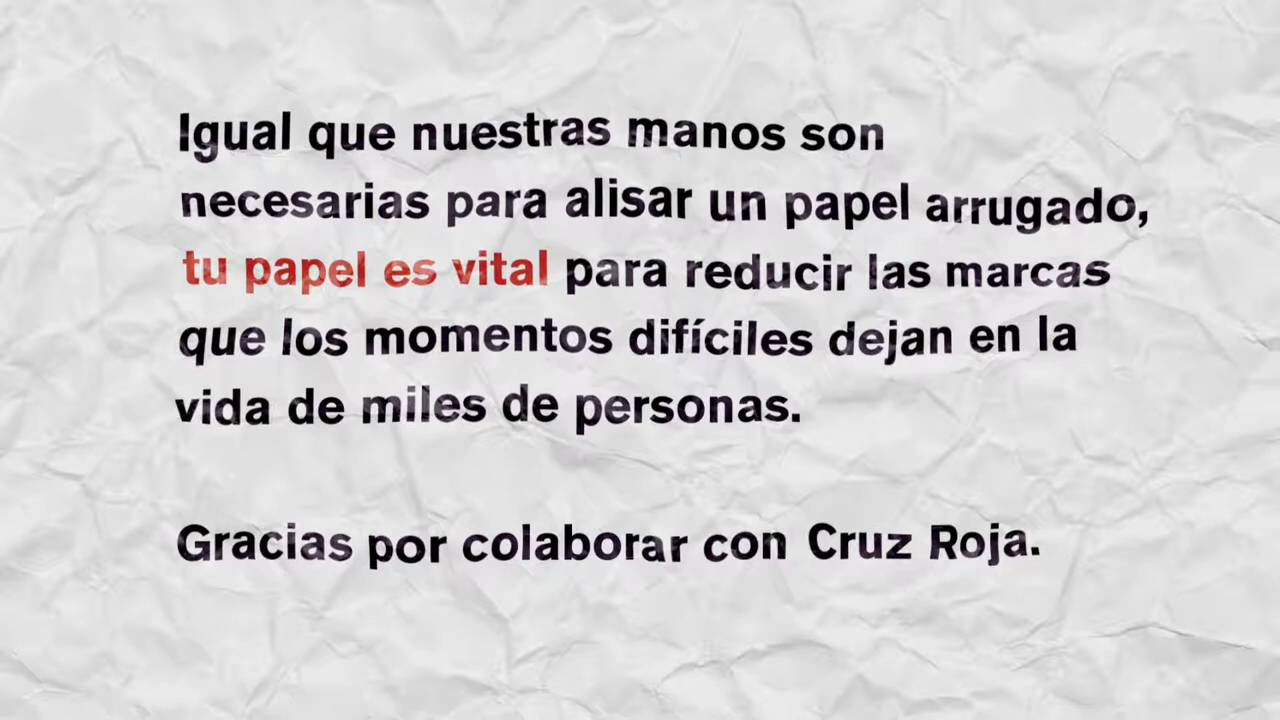 Igual que nuestras manos son
necesarias para alisar un papel arrugado,
tu papel es vital para reducir las marcas
que los momentos difíciles dejan en la
vida de miles de personas.
Gracias por colaborar con Cruz Roja.